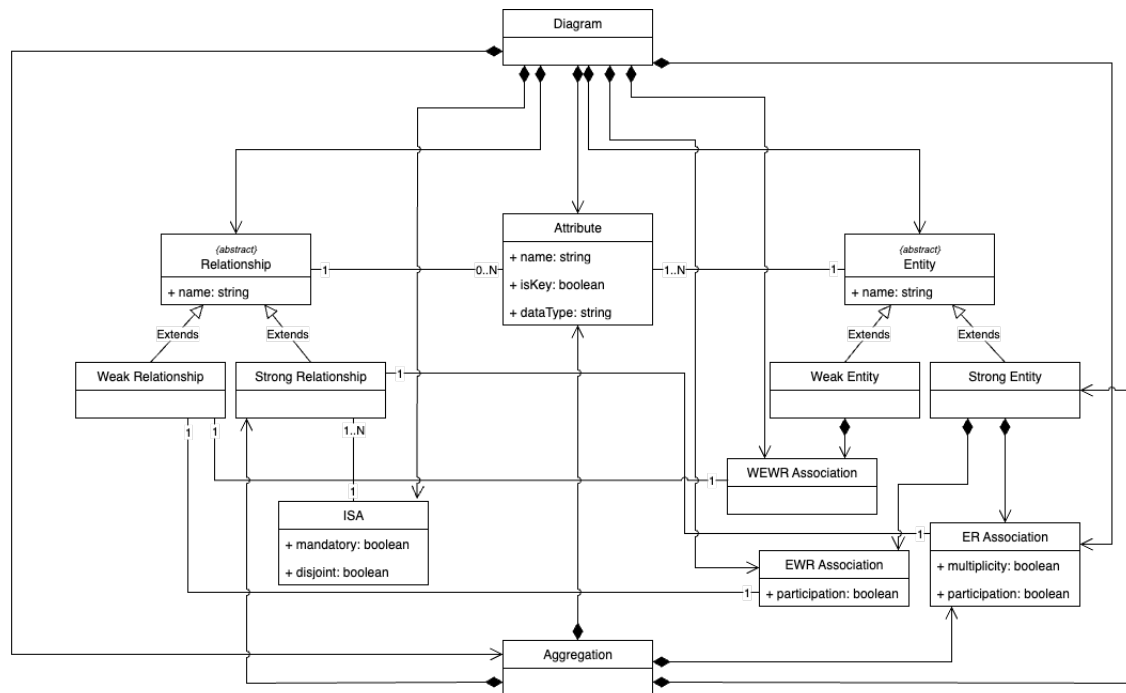 Diagram
{abstract}
Relationship
+ name: string
Attribute
+ name: string
+ isKey: boolean
+ dataType: string
{abstract}
Entity
+ name: string
1
0..N
1..N
1
Extends
Extends
Extends
Extends
Weak Relationship
Strong Relationship
1
Weak Entity
Strong Entity
1
1
1..N
WEWR Association
1
1
ISA
+ mandatory: boolean
+ disjoint: boolean
1
ER Association
+ multiplicity: boolean
+ participation: boolean
EWR Association
+ participation: boolean
1
Aggregation